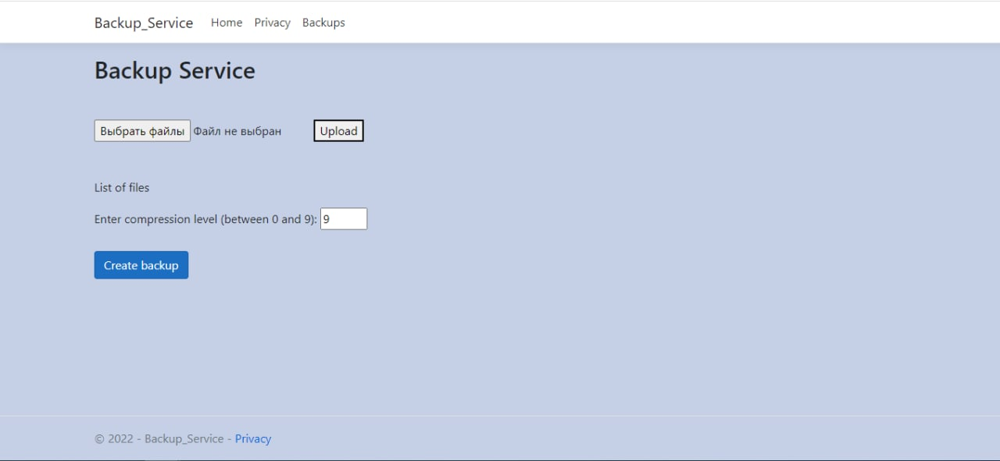 Backup_Service Home Privacy Backups
Backup Service
Выбрать файлы Файл не выбран Upload
List of files
Enter compression level (between 0 and 9): 9
Create backup
© 2022 - Backup_Service - Privacy